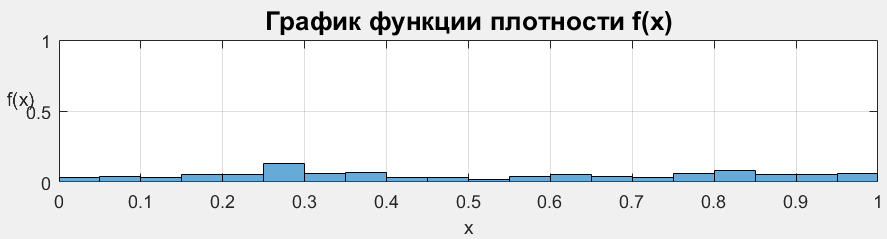 График функции плотности f(x)
1
f(x)
0.5
0
0 0.1 0.2 0.3 0.4 0.5 0.6 0.7 0.8 0.9 1
x